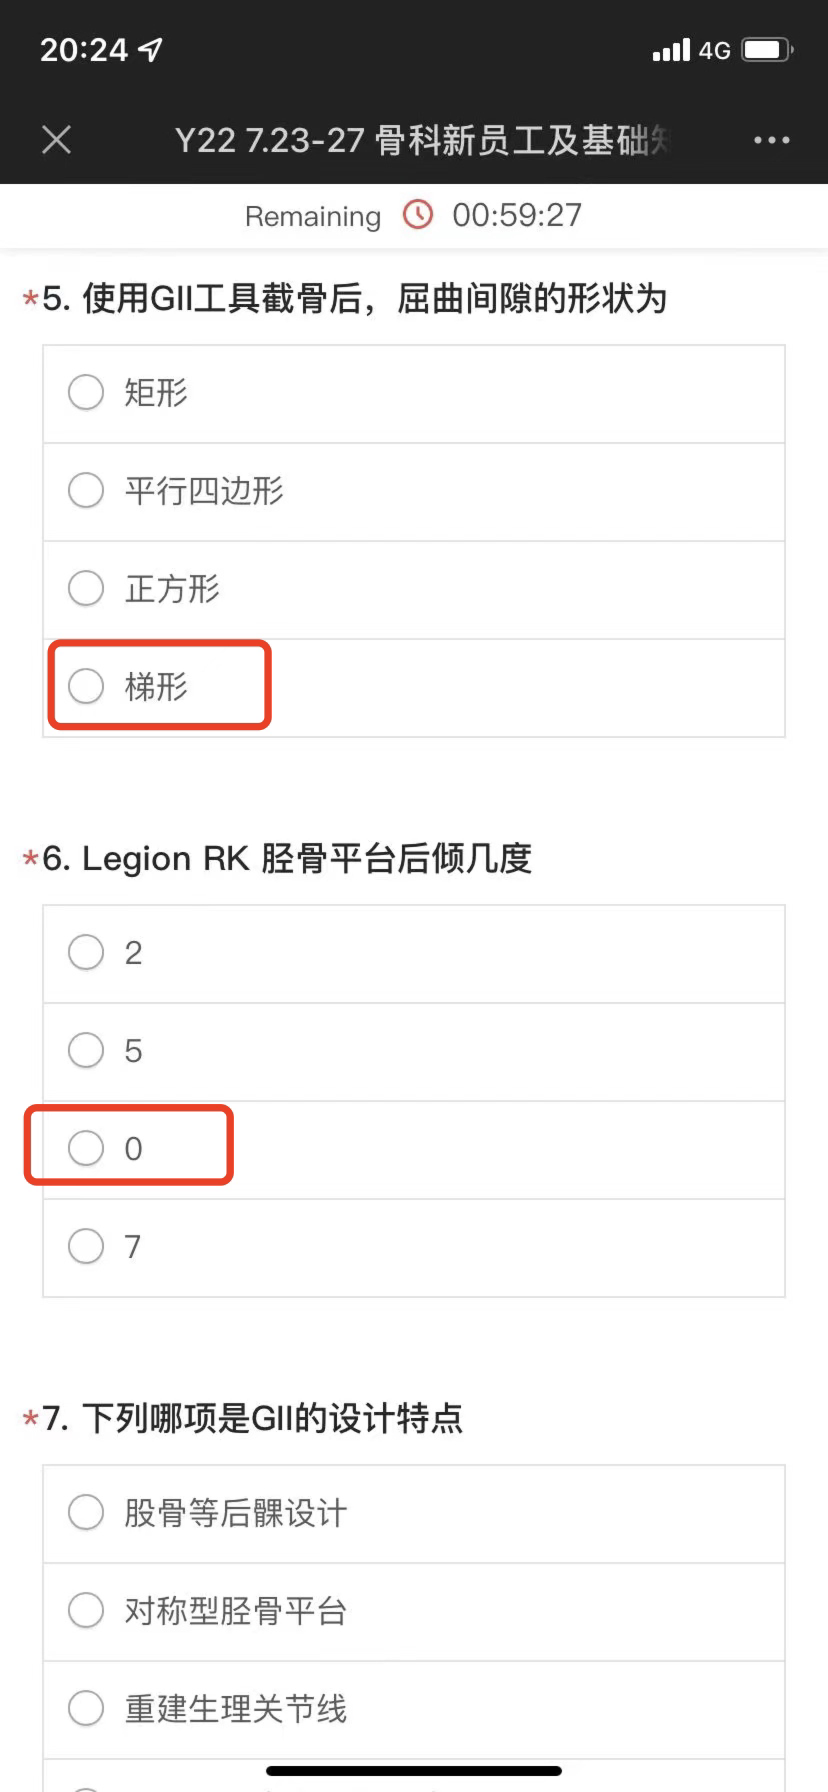 20:24
4G
Y22 7.23-27 骨科新员工及基础
Remaining 00:59:27
*5. 使用GII工具截骨后，屈曲间隙的形状为
矩形
平行四边形
正方形
梯形
*6. Legion RK 胫骨平台后倾几度
2
5
0
7
*7. 下列哪项是GII的设计特点
股骨等后髁设计
对称型胫骨平台
重建生理关节线